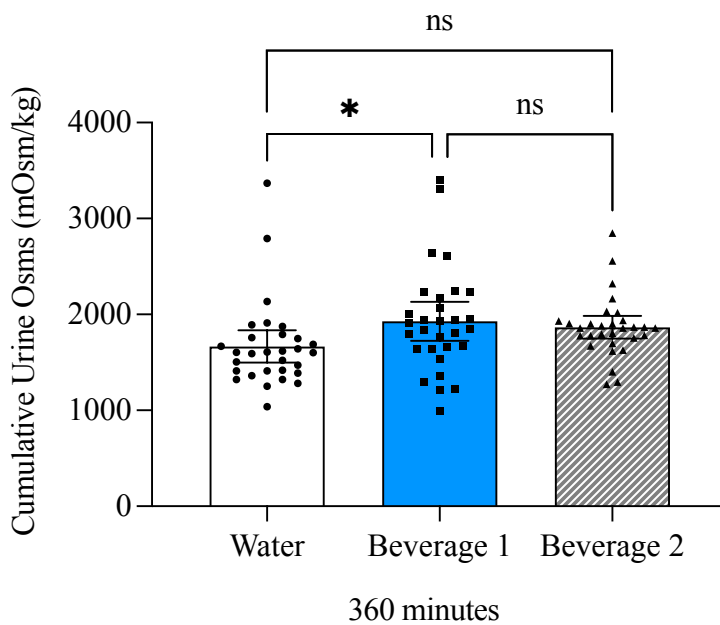 ns
*
ns
Cumulative Urine Osms (mOsm/kg)
4000
3000
2000
1000
0
Water
Beverage 1
Beverage 2
360 minutes